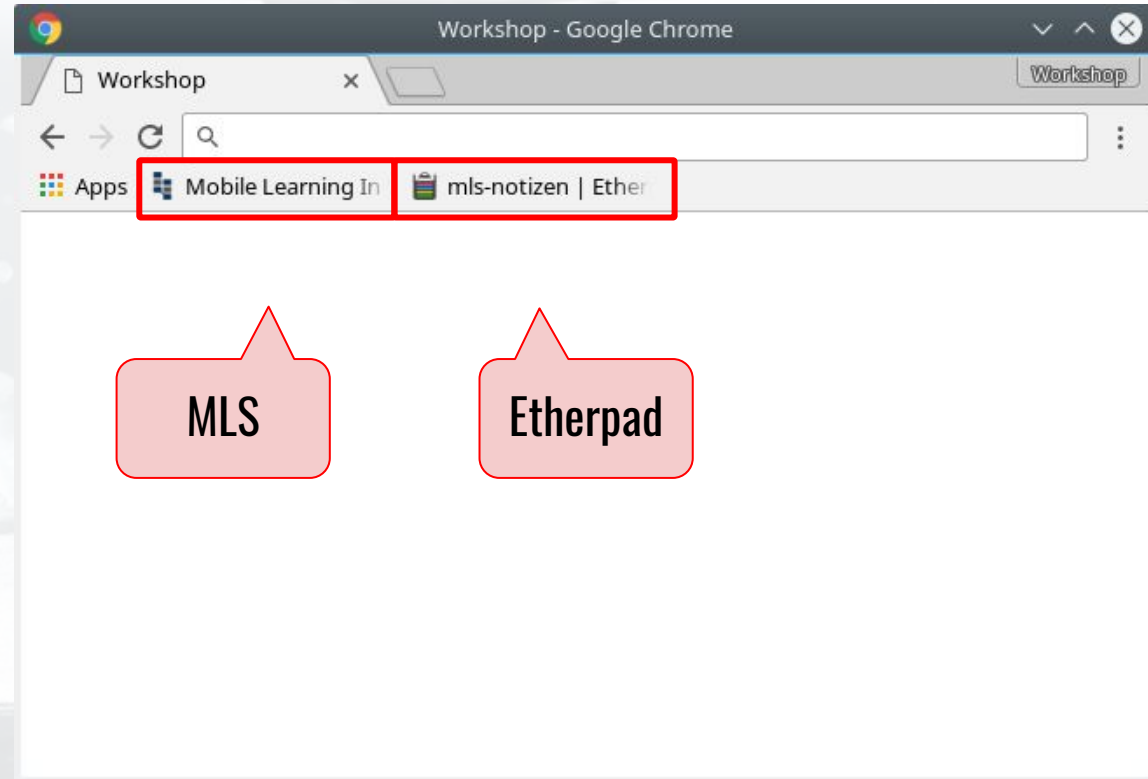 Workshop - Google Chrome
Workshop
Workshop
Apps Mobile Learning In mls-notizen | Ether
MLS Etherpad